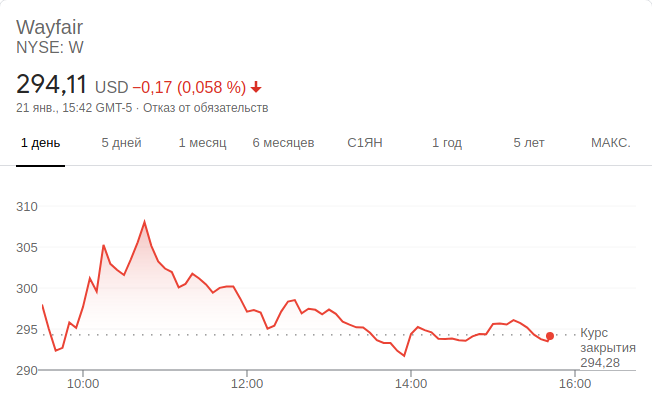 Wayfair
NYSE: W
294,11 USD −0,17 (0,058 %)
21 янв., 15:42 GMT-5 · Отказ от обязательств
1 день 5 дней 1 месяц 6 месяцев С1ЯН 1 год 5 лет МАКС.
310
305
300
295
290
Курс
закрытия
294,28
10:00 12:00 14:00 16:00